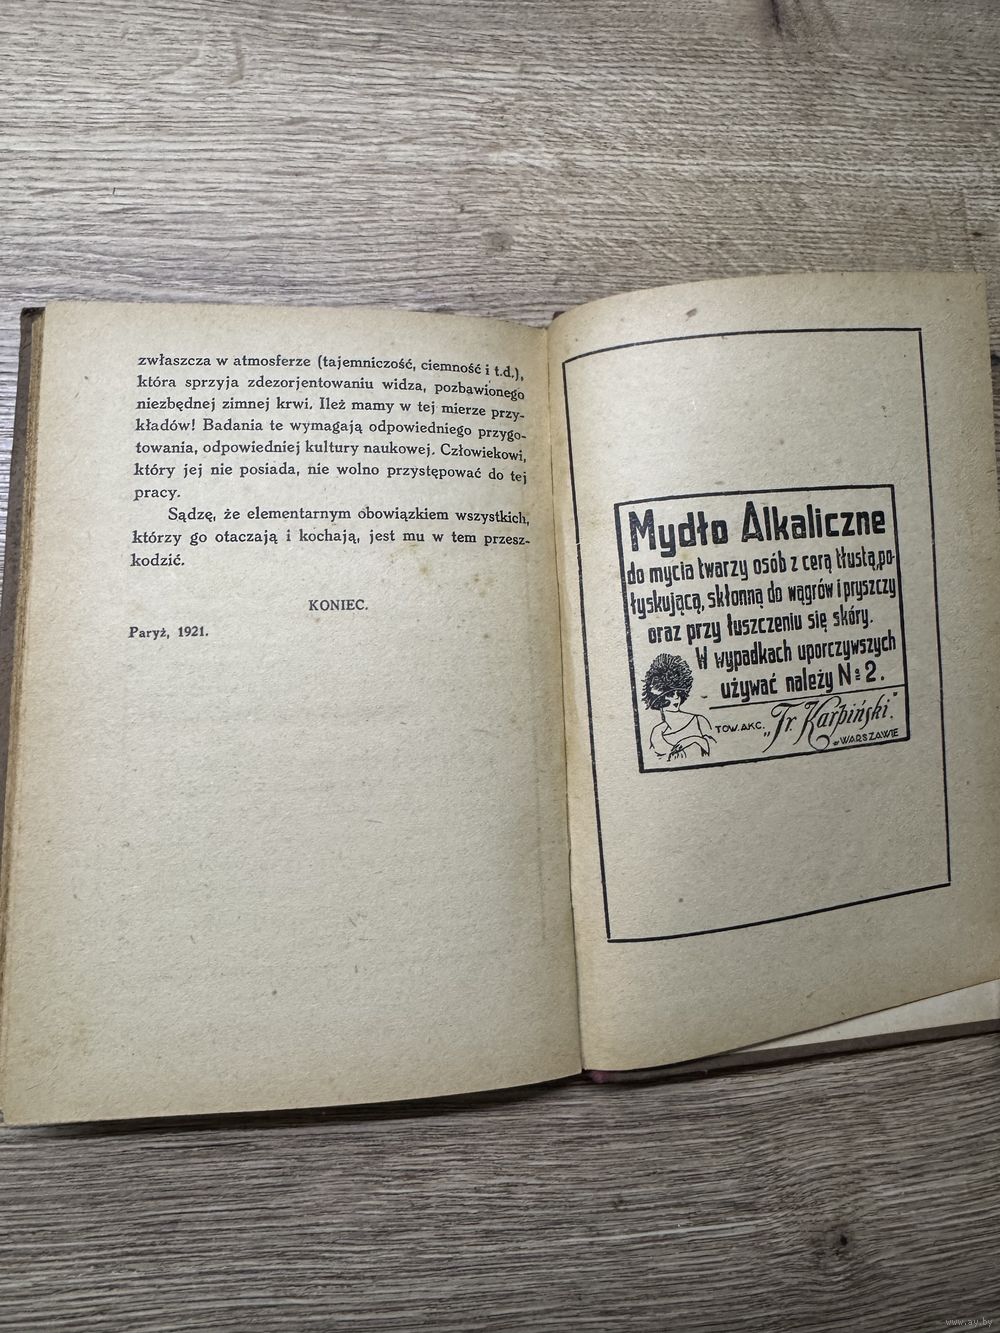 zwłaszcza w atmosferze (tajemniczość, ciemność i t.d.),
która sprzyja zdezorjentowaniu widza, pozbawionego
niezbędnej zimnej krwi. Ileż mamy w tej mierze przy-
kładów! Badania te wymagają odpowiedniego przygo-
towania, odpowiedniej kultury naukowej. Człowiekowi,
który jej nie posiada, nie wolno przystępować do tej
pracy.
Sądzę, że elementarnym obowiązkiem wszystkich,
którzy go otaczają i kochają, jest mu w tem przesz-
kodzić.
KONIEC.
Paryż, 1921.
Mydło Alkaliczne
do mycia twarzy osób z cerą tłustą, po-
łyskującą, skłonną do wągrów i pryszczy
oraz przy łuszczeniu się skóry.
W wypadkach uporczywszych
używać należy № 2.
TOW. AKC. „Fr. Karpiński."
w WARSZAWIE
www.ay.by